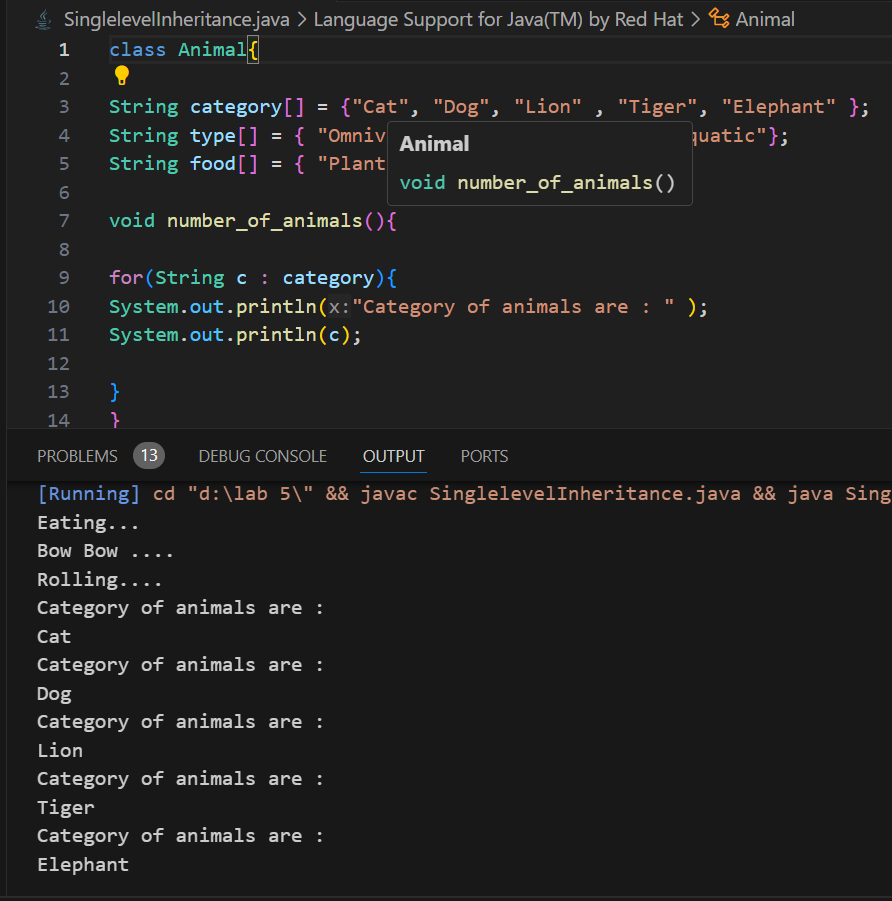 SinglelevelInheritance.java > Language Support for Java(TM) by Red Hat > Animal
1 class Animal{
2
3 String category[] = {"Cat", "Dog", "Lion" , "Tiger", "Elephant" };
4 String type[] = { "Omniv quatic"};
5 String food[] = { "Plant
Animal
void number_of_animals()
6
7 void number_of_animals(){
8
9 for(String c : category){
10 System.out.println(x:"Category of animals are : " );
11 System.out.println(c);
12
13 }
14 }
PROBLEMS 13 DEBUG CONSOLE OUTPUT PORTS
[Running] cd "d:\lab 5\" && javac SinglelevelInheritance.java && java Sing
Eating...
Bow Bow ....
Rolling....
Category of animals are :
Cat
Category of animals are :
Dog
Category of animals are :
Lion
Category of animals are :
Tiger
Category of animals are :
Elephant